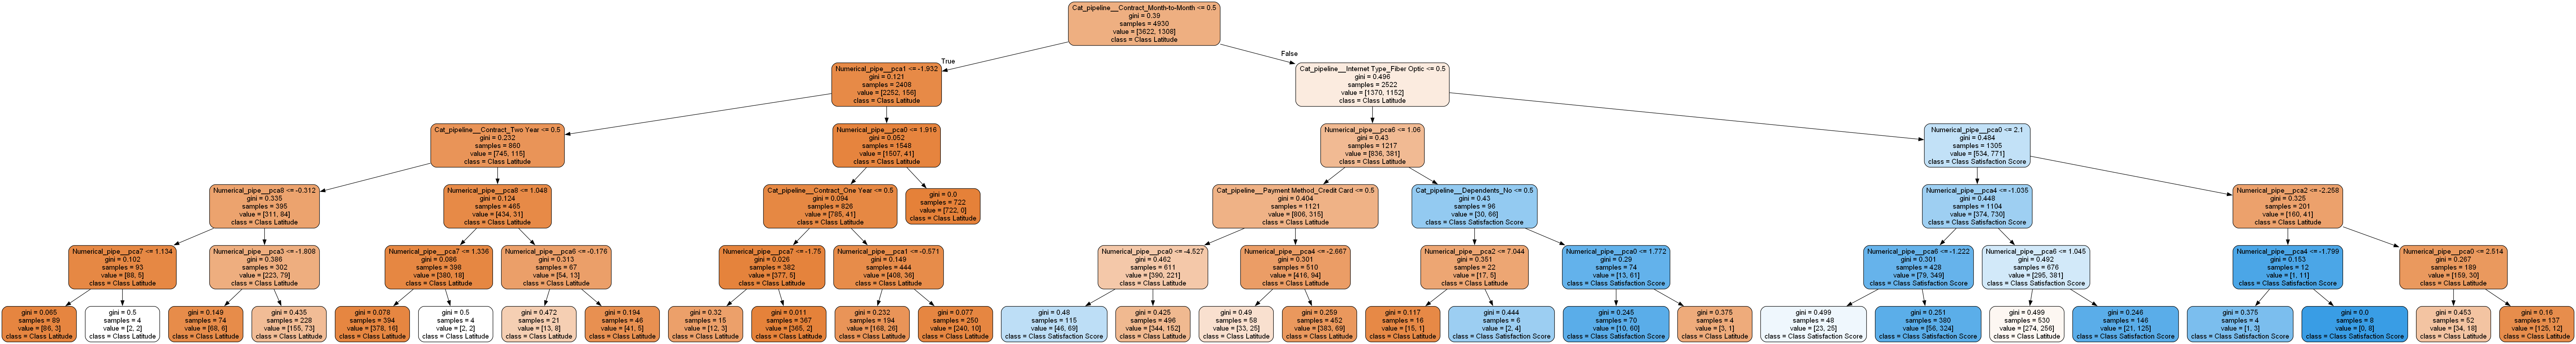 Cat_pipeline__Contract_Month-to-Month <= 0.5
gini = 0.39
samples = 4930
value = [3622, 1308]
class = Class Latitude
True
False
Numerical_pipe__pca1 <= -1.932
gini = 0.121
samples = 2408
value = [2252, 156]
class = Class Latitude
Cat_pipeline__Internet Type_Fiber Optic <= 0.5
gini = 0.496
samples = 2522
value = [1370, 1152]
class = Class Latitude
Cat_pipeline__Contract_Two Year <= 0.5
gini = 0.232
samples = 860
value = [745, 115]
class = Class Latitude
Numerical_pipe__pca0 <= 1.916
gini = 0.052
samples = 1548
value = [1507, 41]
class = Class Latitude
Numerical_pipe__pca6 <= 1.06
gini = 0.43
samples = 1217
value = [836, 381]
class = Class Latitude
Numerical_pipe__pca0 <= 2.1
gini = 0.484
samples = 1305
value = [534, 771]
class = Class Satisfaction Score
Numerical_pipe__pca8 <= -0.312
gini = 0.335
samples = 395
value = [311, 84]
class = Class Latitude
Numerical_pipe__pca8 <= 1.048
gini = 0.124
samples = 465
value = [434, 31]
class = Class Latitude
Cat_pipeline__Contract_One Year <= 0.5
gini = 0.094
samples = 826
value = [785, 41]
class = Class Latitude
gini = 0.0
samples = 722
value = [722, 0]
class = Class Latitude
Cat_pipeline__Payment Method_Credit Card <= 0.5
gini = 0.404
samples = 1121
value = [806, 315]
class = Class Latitude
Cat_pipeline__Dependents_No <= 0.5
gini = 0.43
samples = 96
value = [30, 66]
class = Class Satisfaction Score
Numerical_pipe__pca4 <= -1.035
gini = 0.448
samples = 1104
value = [374, 730]
class = Class Satisfaction Score
Numerical_pipe__pca2 <= -2.258
gini = 0.325
samples = 201
value = [160, 41]
class = Class Latitude
Numerical_pipe__pca7 <= 1.134
gini = 0.102
samples = 93
value = [88, 5]
class = Class Latitude
Numerical_pipe__pca3 <= -1.808
gini = 0.386
samples = 302
value = [223, 79]
class = Class Latitude
Numerical_pipe__pca7 <= 1.336
gini = 0.086
samples = 398
value = [380, 18]
class = Class Latitude
Numerical_pipe__pca5 <= -0.176
gini = 0.313
samples = 67
value = [54, 13]
class = Class Latitude
Numerical_pipe__pca7 <= -1.75
gini = 0.026
samples = 382
value = [377, 5]
class = Class Latitude
Numerical_pipe__pca1 <= -0.571
gini = 0.149
samples = 444
value = [408, 36]
class = Class Latitude
Numerical_pipe__pca0 <= -4.527
gini = 0.462
samples = 611
value = [390, 221]
class = Class Latitude
Numerical_pipe__pca4 <= -2.667
gini = 0.301
samples = 510
value = [416, 94]
class = Class Latitude
Numerical_pipe__pca2 <= 7.044
gini = 0.351
samples = 22
value = [17, 5]
class = Class Latitude
Numerical_pipe__pca0 <= 1.772
gini = 0.29
samples = 74
value = [13, 61]
class = Class Satisfaction Score
Numerical_pipe__pca5 <= -1.222
gini = 0.301
samples = 428
value = [79, 349]
class = Class Satisfaction Score
Numerical_pipe__pca6 <= 1.045
gini = 0.492
samples = 676
value = [295, 381]
class = Class Satisfaction Score
Numerical_pipe__pca4 <= -1.799
gini = 0.153
samples = 12
value = [1, 11]
class = Class Satisfaction Score
Numerical_pipe__pca0 <= 2.514
gini = 0.267
samples = 189
value = [159, 30]
class = Class Latitude
gini = 0.065
samples = 89
value = [86, 3]
class = Class Latitude
gini = 0.5
samples = 4
value = [2, 2]
class = Class Latitude
gini = 0.149
samples = 74
value = [68, 6]
class = Class Latitude
gini = 0.435
samples = 228
value = [155, 73]
class = Class Latitude
gini = 0.078
samples = 394
value = [378, 16]
class = Class Latitude
gini = 0.5
samples = 4
value = [2, 2]
class = Class Latitude
gini = 0.472
samples = 21
value = [13, 8]
class = Class Latitude
gini = 0.194
samples = 46
value = [41, 5]
class = Class Latitude
gini = 0.32
samples = 15
value = [12, 3]
class = Class Latitude
gini = 0.011
samples = 367
value = [365, 2]
class = Class Latitude
gini = 0.232
samples = 194
value = [168, 26]
class = Class Latitude
gini = 0.077
samples = 250
value = [240, 10]
class = Class Latitude
gini = 0.48
samples = 115
value = [46, 69]
class = Class Satisfaction Score
gini = 0.425
samples = 496
value = [344, 152]
class = Class Latitude
gini = 0.49
samples = 58
value = [33, 25]
class = Class Latitude
gini = 0.259
samples = 452
value = [383, 69]
class = Class Latitude
gini = 0.117
samples = 16
value = [15, 1]
class = Class Latitude
gini = 0.444
samples = 6
value = [2, 4]
class = Class Satisfaction Score
gini = 0.245
samples = 70
value = [10, 60]
class = Class Satisfaction Score
gini = 0.375
samples = 4
value = [3, 1]
class = Class Latitude
gini = 0.499
samples = 48
value = [23, 25]
class = Class Satisfaction Score
gini = 0.251
samples = 380
value = [56, 324]
class = Class Satisfaction Score
gini = 0.499
samples = 530
value = [274, 256]
class = Class Latitude
gini = 0.246
samples = 146
value = [21, 125]
class = Class Satisfaction Score
gini = 0.375
samples = 4
value = [1, 3]
class = Class Satisfaction Score
gini = 0.0
samples = 8
value = [0, 8]
class = Class Satisfaction Score
gini = 0.453
samples = 52
value = [34, 18]
class = Class Latitude
gini = 0.16
samples = 137
value = [125, 12]
class = Class Latitude